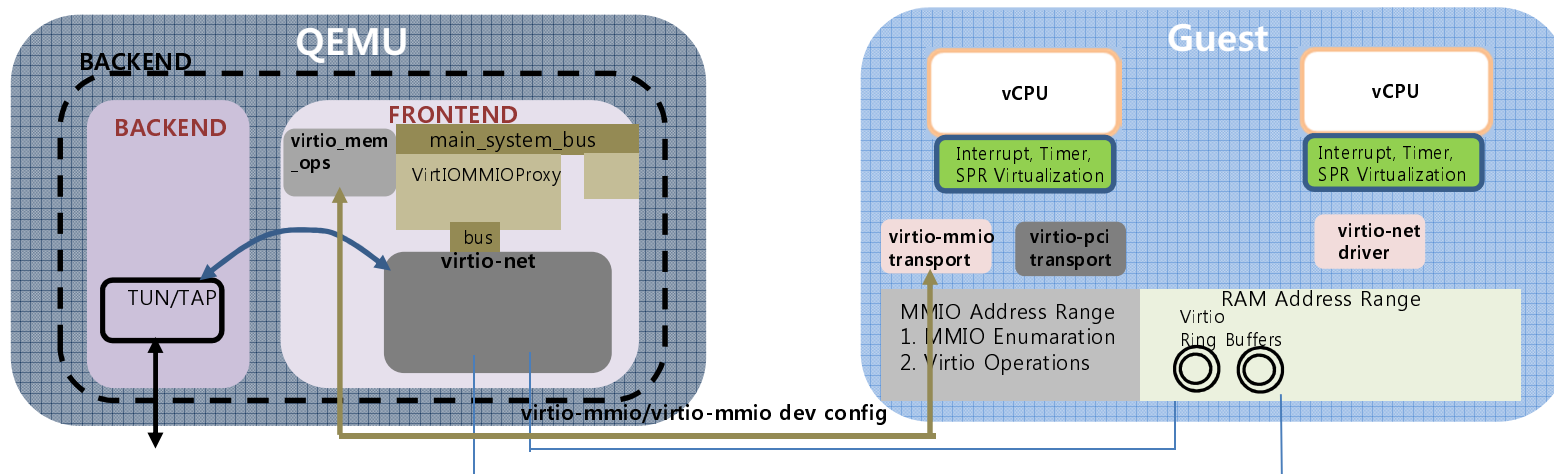 QEMU
BACKEND
BACKEND
FRONTEND
virtio_mem
_ops
main_system_bus
VirtIOMMIOProxy
bus
virtio-net
TUN/TAP
virtio-mmio/virtio-mmio dev config
Guest
vCPU
Interrupt, Timer,
SPR Virtualization
vCPU
Interrupt, Timer,
SPR Virtualization
virtio-mmio
transport
virtio-pci
transport
virtio-net
driver
MMIO Address Range
1. MMIO Enumaration
2. Virtio Operations
RAM Address Range
Virtio
Ring Buffers